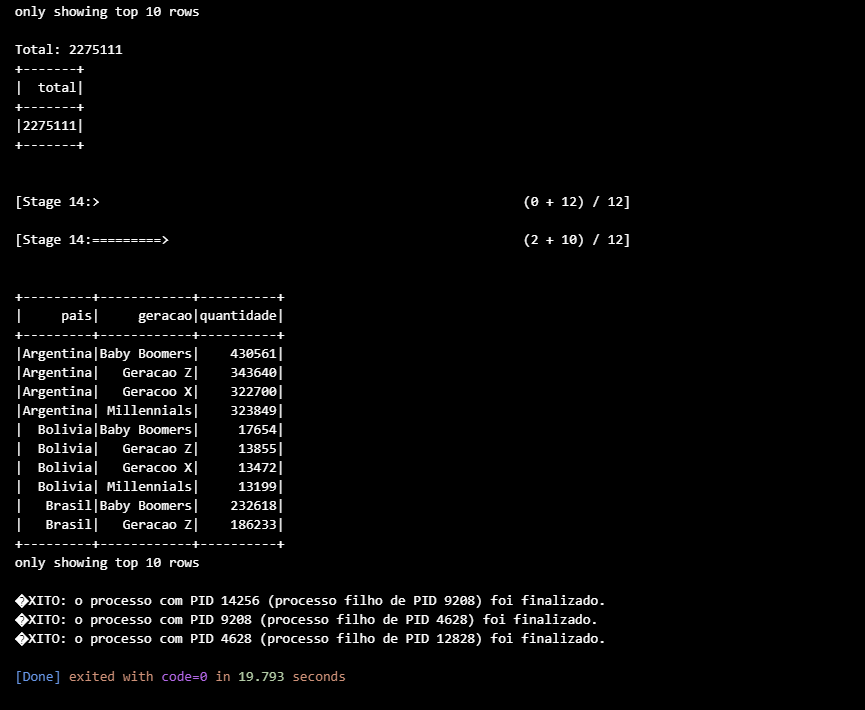 only showing top 10 rows
Total: 2275111
+-------+
|  total|
+-------+
|2275111|
+-------+
[Stage 14:>                                                        (0 + 12) / 12]
[Stage 14:=========>                                               (2 + 10) / 12]
+---------+------------+----------+
|     pais|     geracao|quantidade|
+---------+------------+----------+
|Argentina|Baby Boomers|    430561|
|Argentina|   Geracao Z|    343640|
|Argentina|   Geracoo X|    322700|
|Argentina| Millennials|    323849|
|  Bolivia|Baby Boomers|     17654|
|  Bolivia|   Geracao Z|     13855|
|  Bolivia|   Geracoo X|     13472|
|  Bolivia| Millennials|     13199|
|   Brasil|Baby Boomers|    232618|
|   Brasil|   Geracao Z|    186233|
+---------+------------+----------+
only showing top 10 rows
�XITO: o processo com PID 14256 (processo filho de PID 9208) foi finalizado.
�XITO: o processo com PID 9208 (processo filho de PID 4628) foi finalizado.
�XITO: o processo com PID 4628 (processo filho de PID 12828) foi finalizado.
[Done] exited with code=0 in 19.793 seconds